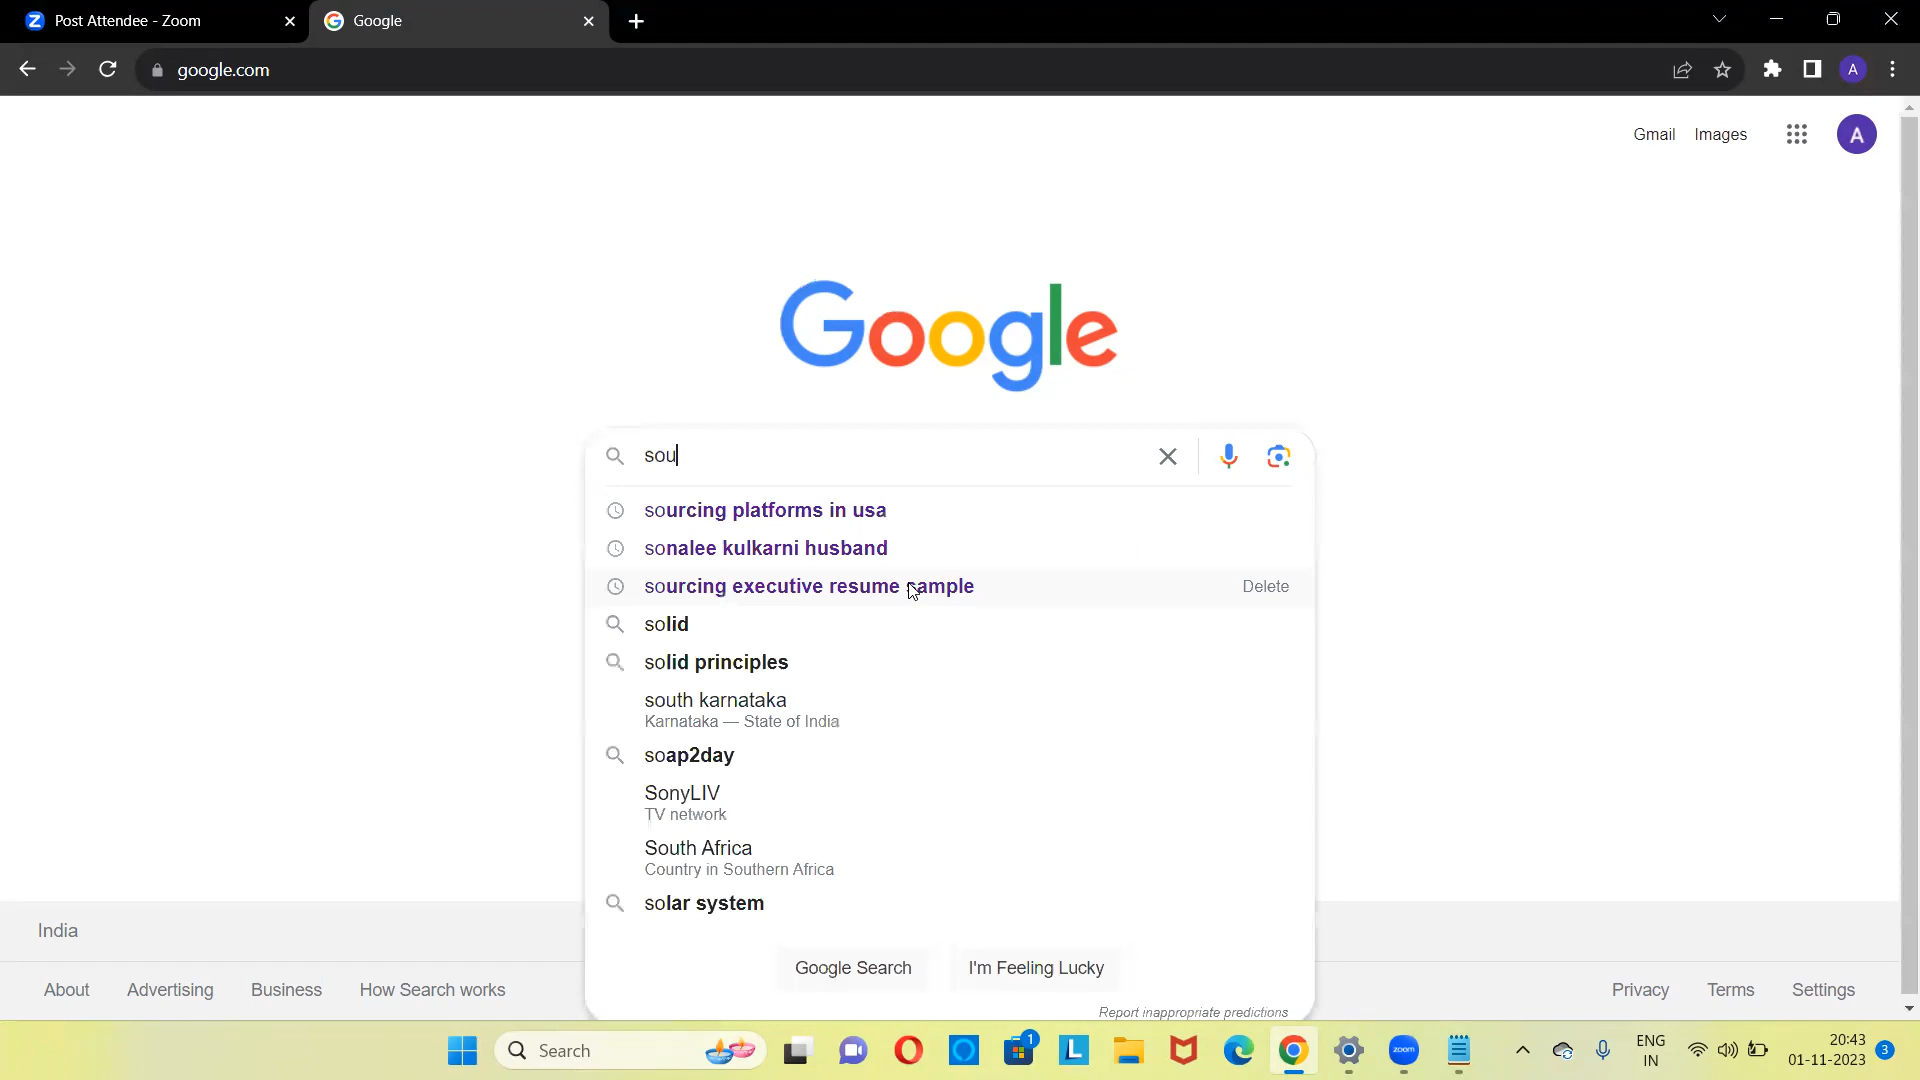 Post Attendee - Zoom
Google
google.com
Gmail
Images
A
A
Google
sou
sourcing platforms in usa
sonalee kulkarni husband
sourcing executive resume sample
Delete
solid
solid principles
south karnataka
Karnataka — State of India
soap2day
SonyLIV
TV network
South Africa
Country in Southern Africa
solar system
Google Search
I'm Feeling Lucky
Report inappropriate predictions
India
About
Advertising
Business
How Search works
Privacy
Terms
Settings
Search
1
L
zoom
ENG
IN
20:43
01-11-2023
3